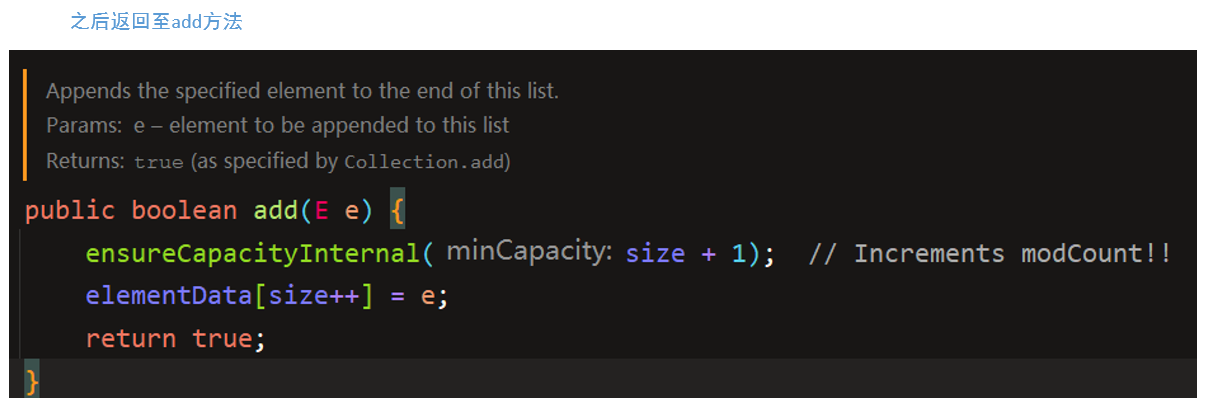 之后返回至add方法
Appends the specified element to the end of this list.
Params: e – element to be appended to this list
Returns: true (as specified by Collection.add)
public boolean add(E e) {
ensureCapacityInternal( minCapacity: size + 1);  // Increments modCount!!
elementData[size++] = e;
return true;
}